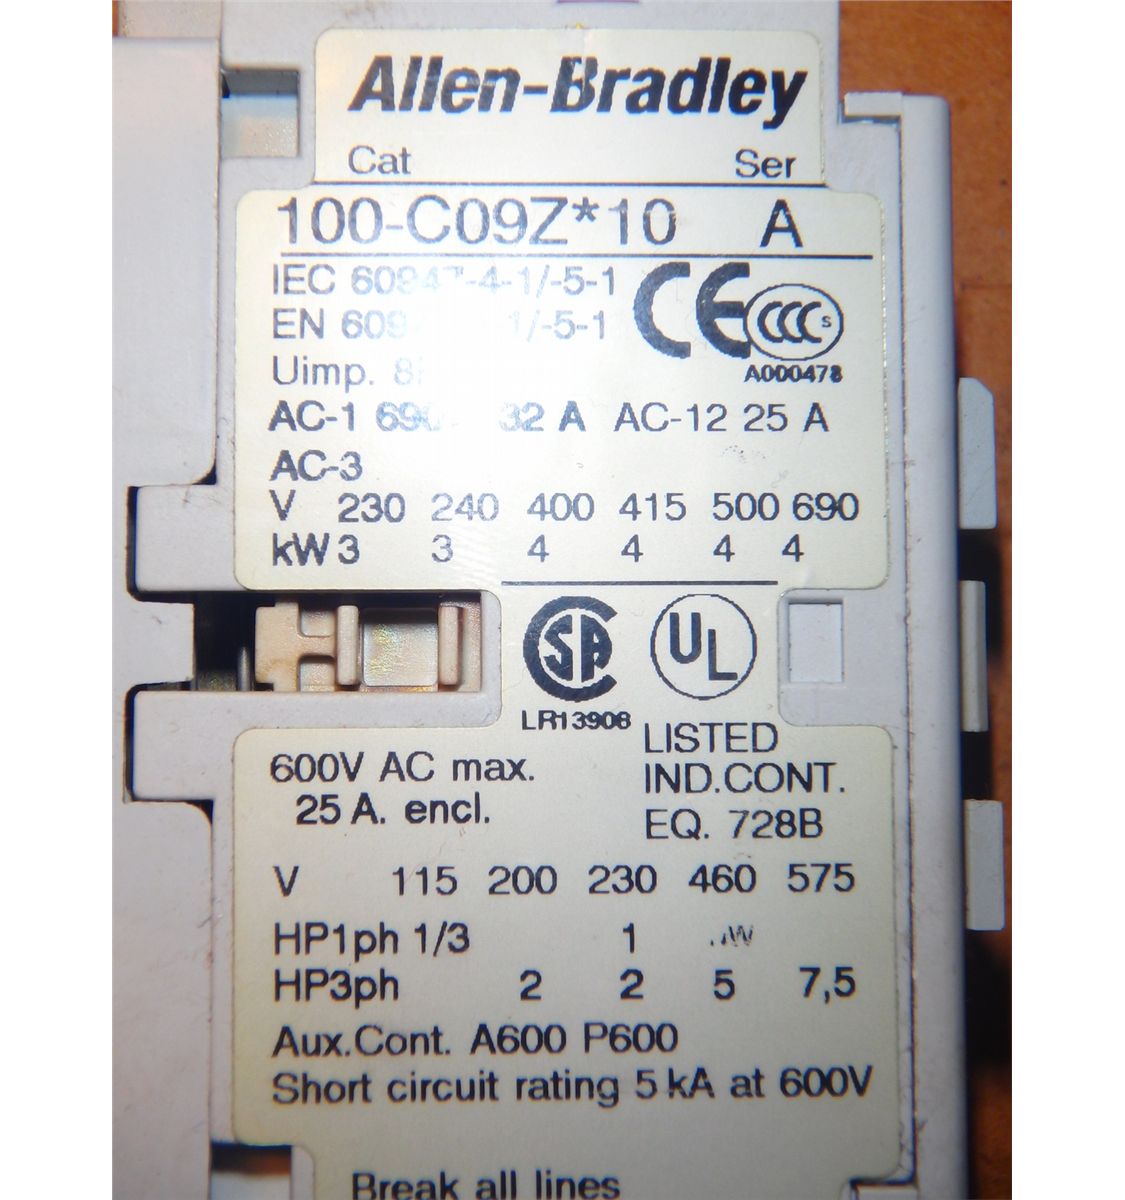 Allen-Bradley
Cat Ser
100-C09Z*10 A
IEC -4-1/-5-1
EN 1/-5-1
CE CCC S
Uimp.
A000478
AC-1 32 A AC-12 25 A
AC-3
V 230 240 400 415 500 690
kW 3 3 4 4 4 4
SA UL
LR13908
LISTED
600V AC max. IND.CONT.
25 A. encl. EQ. 728B
V 115 200 230 460 575
HP1ph 1/3 1
HP3ph 2 2 5 7,5
Aux.Cont. A600 P600
Short circuit rating 5 kA at 600V
Break all lines